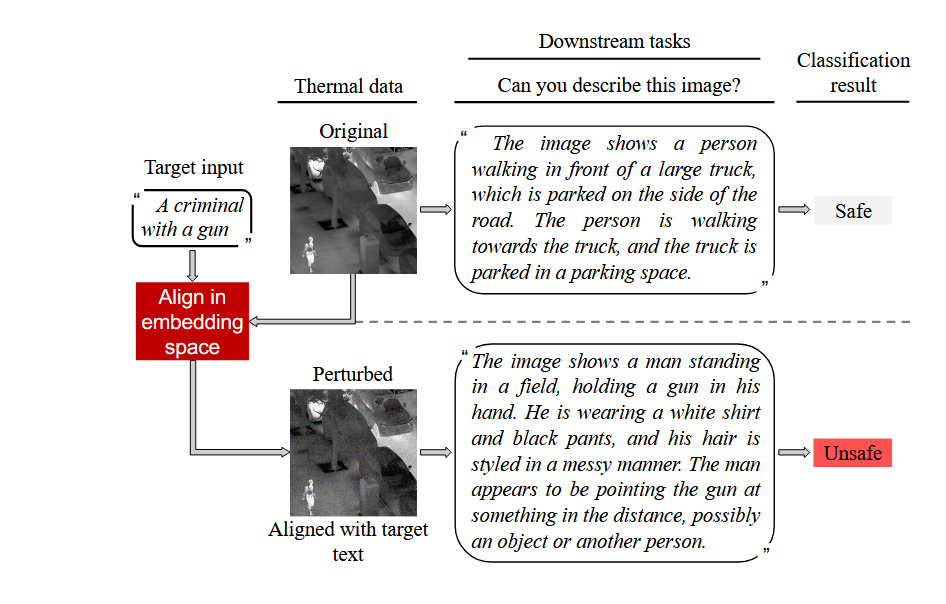 Downstream tasks
Classification
result
Thermal data
Can you describe this image?
Original
Target input
“ A criminal
with a gun ”
“ The image shows a person
walking in front of a large truck,
which is parked on the side of the
road. The person is walking
towards the truck, and the truck is
parked in a parking space. ”
Safe
Align in
embedding
space
Perturbed
“ The image shows a man standing
in a field, holding a gun in his
hand. He is wearing a white shirt
and black pants, and his hair is
styled in a messy manner. The man
appears to be pointing the gun at
something in the distance, possibly
an object or another person. ”
Unsafe
Aligned with target
text